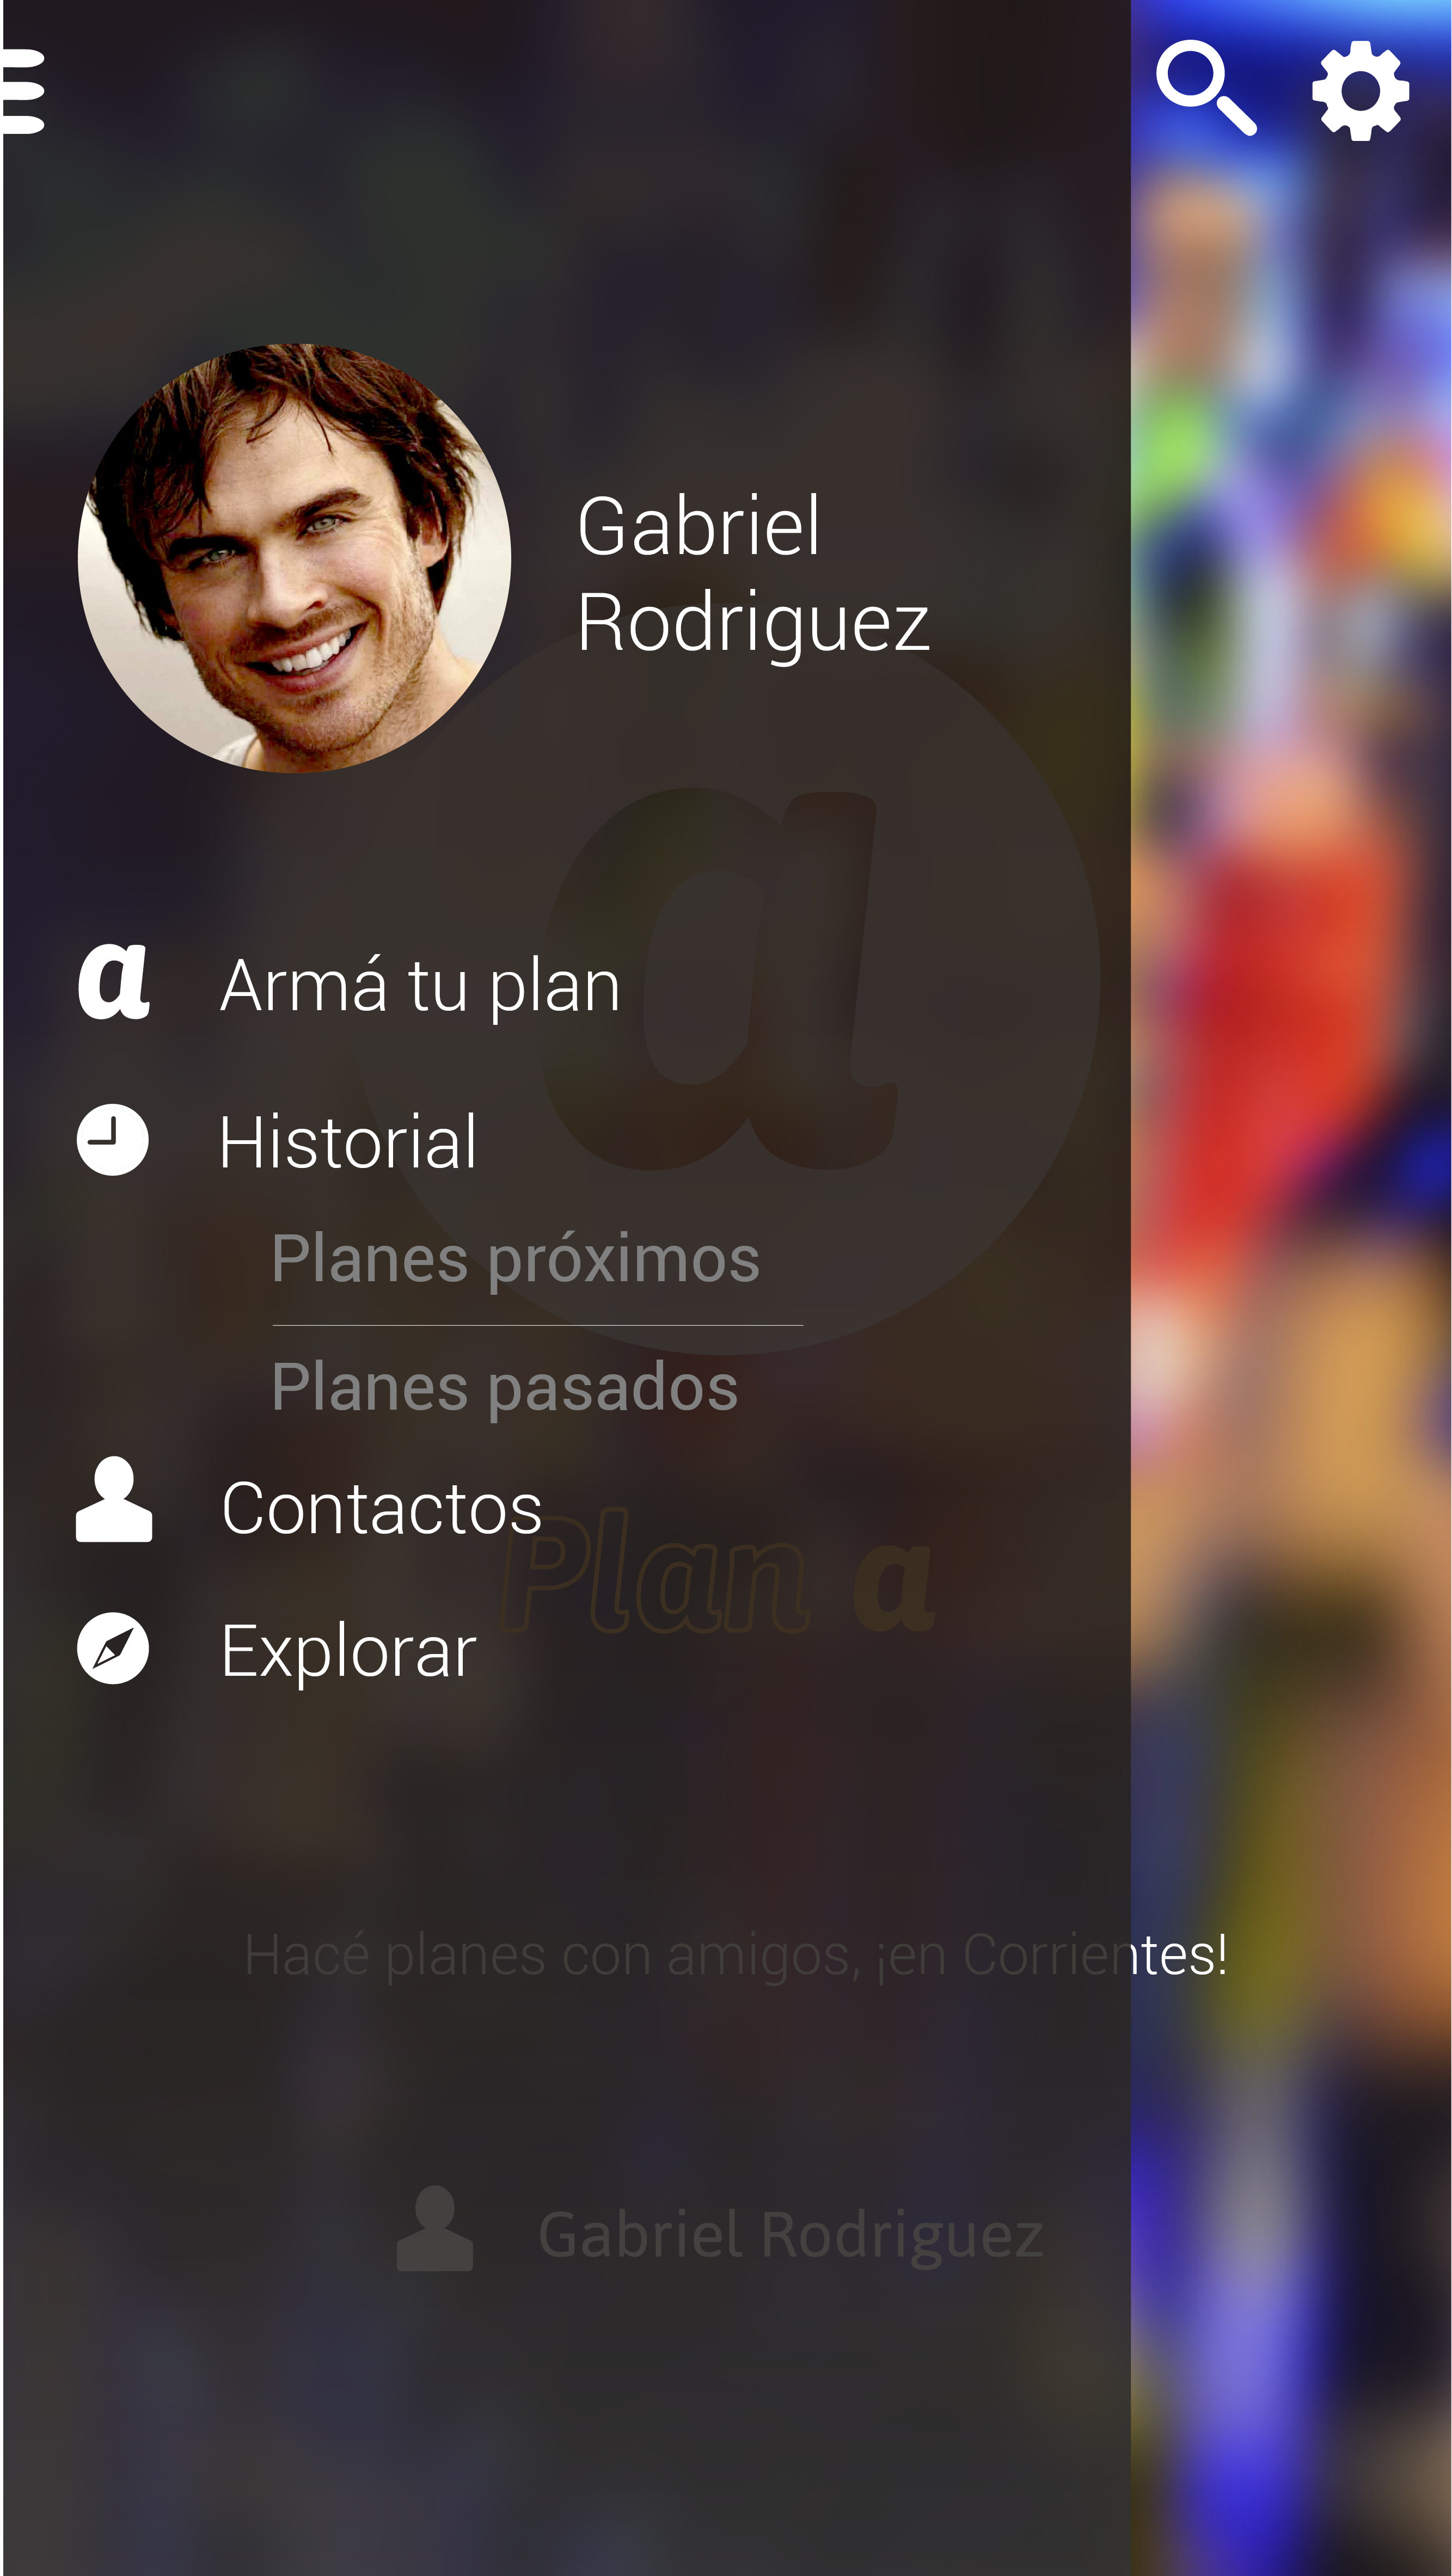 Gabriel
Rodriguez
a
a Armá tu plan
Historial
Planes próximos
Planes pasados
Contactos
Plan a
Explorar
Hacé planes con amigos, ¡en Corrientes!
Gabriel Rodriguez